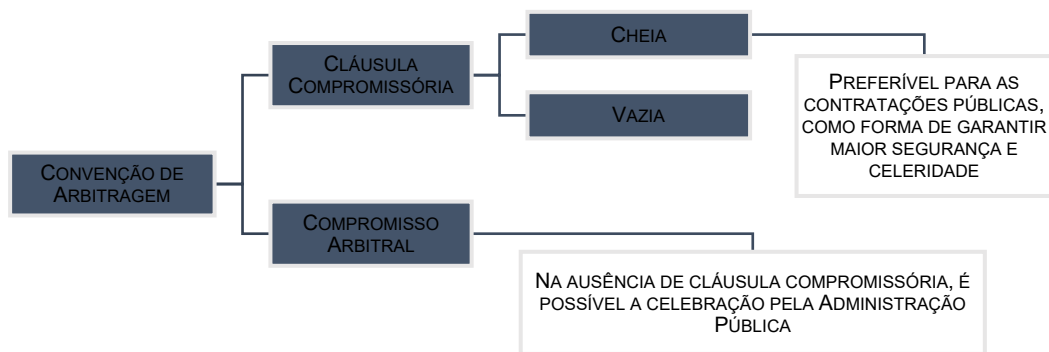 CHEIA
CLÁUSULA
COMPROMISSÓRIA
PREFERÍVEL PARA AS
CONTRATAÇÕES PÚBLICAS,
COMO FORMA DE GARANTIR
MAIOR SEGURANÇA E
CELERIDADE
VAZIA
CONVENÇÃO DE
ARBITRAGEM
COMPROMISSO
ARBITRAL
NA AUSÊNCIA DE CLÁUSULA COMPROMISSÓRIA, É
POSSÍVEL A CELEBRAÇÃO PELA ADMINISTRAÇÃO
PÚBLICA